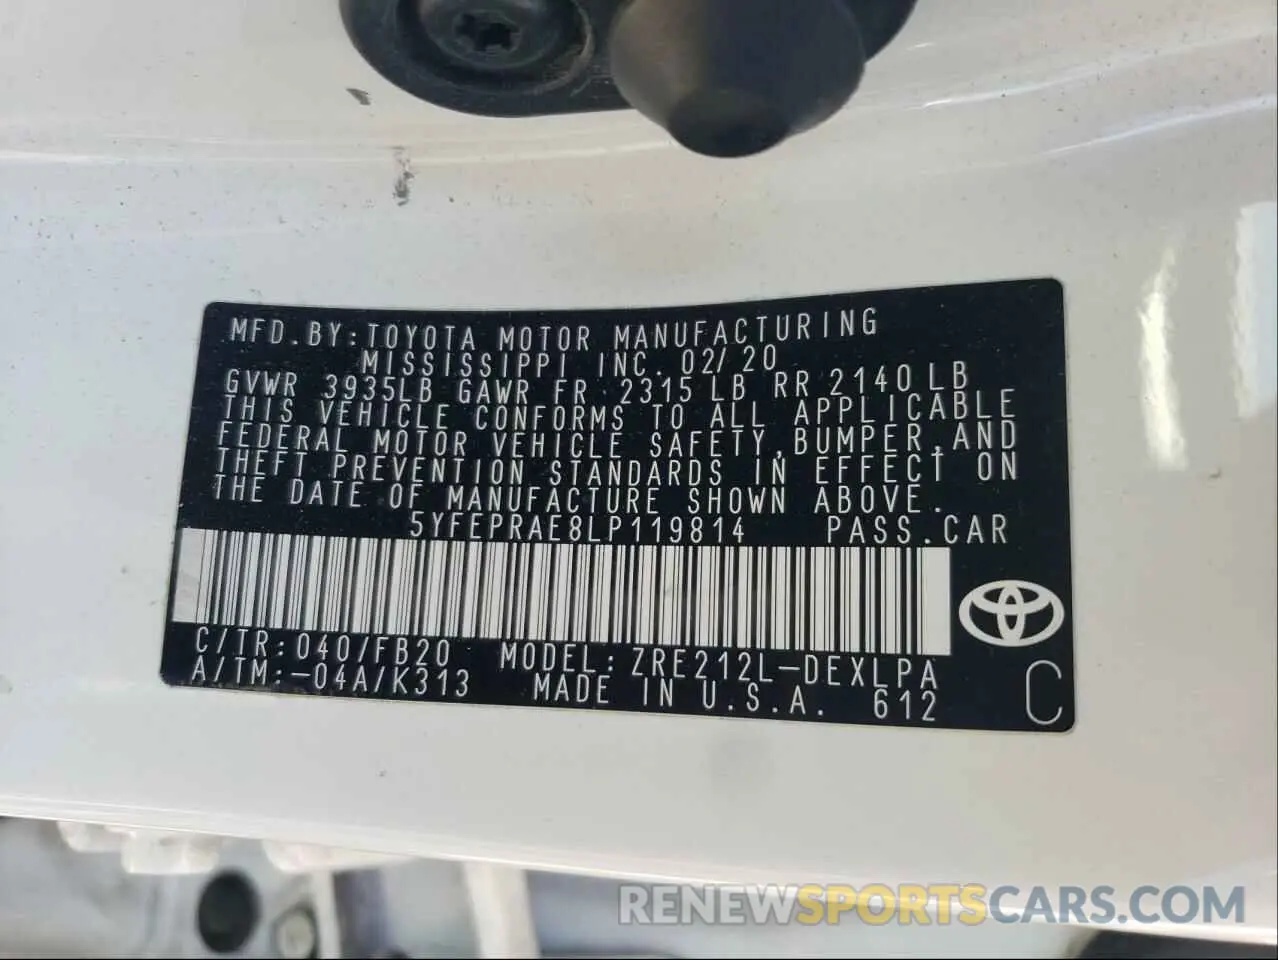 MFD.BY:TOYOTA MOTOR MANUFACTURING
MISSISSIPPI INC. 02/20
GVWR 3935LB GAWR FR 2315LB RR 2140LB
THIS VEHICLE CONFORMS TO ALL APPLICABLE
FEDERAL MOTOR VEHICLE SAFETY,BUMPER,AND
THEFT PREVENTION STANDARDS IN EFFECT ON
THE DATE OF MANUFACTURE SHOWN ABOVE.
5YFEPRAE8LP119814 PASS.CAR
C/TR:040/FB20 MODEL:ZRE212L-DEXLPA
A/TM:-04A/K313 MADE IN U.S.A. 612 C
RENEWSPORTSCARS.COM